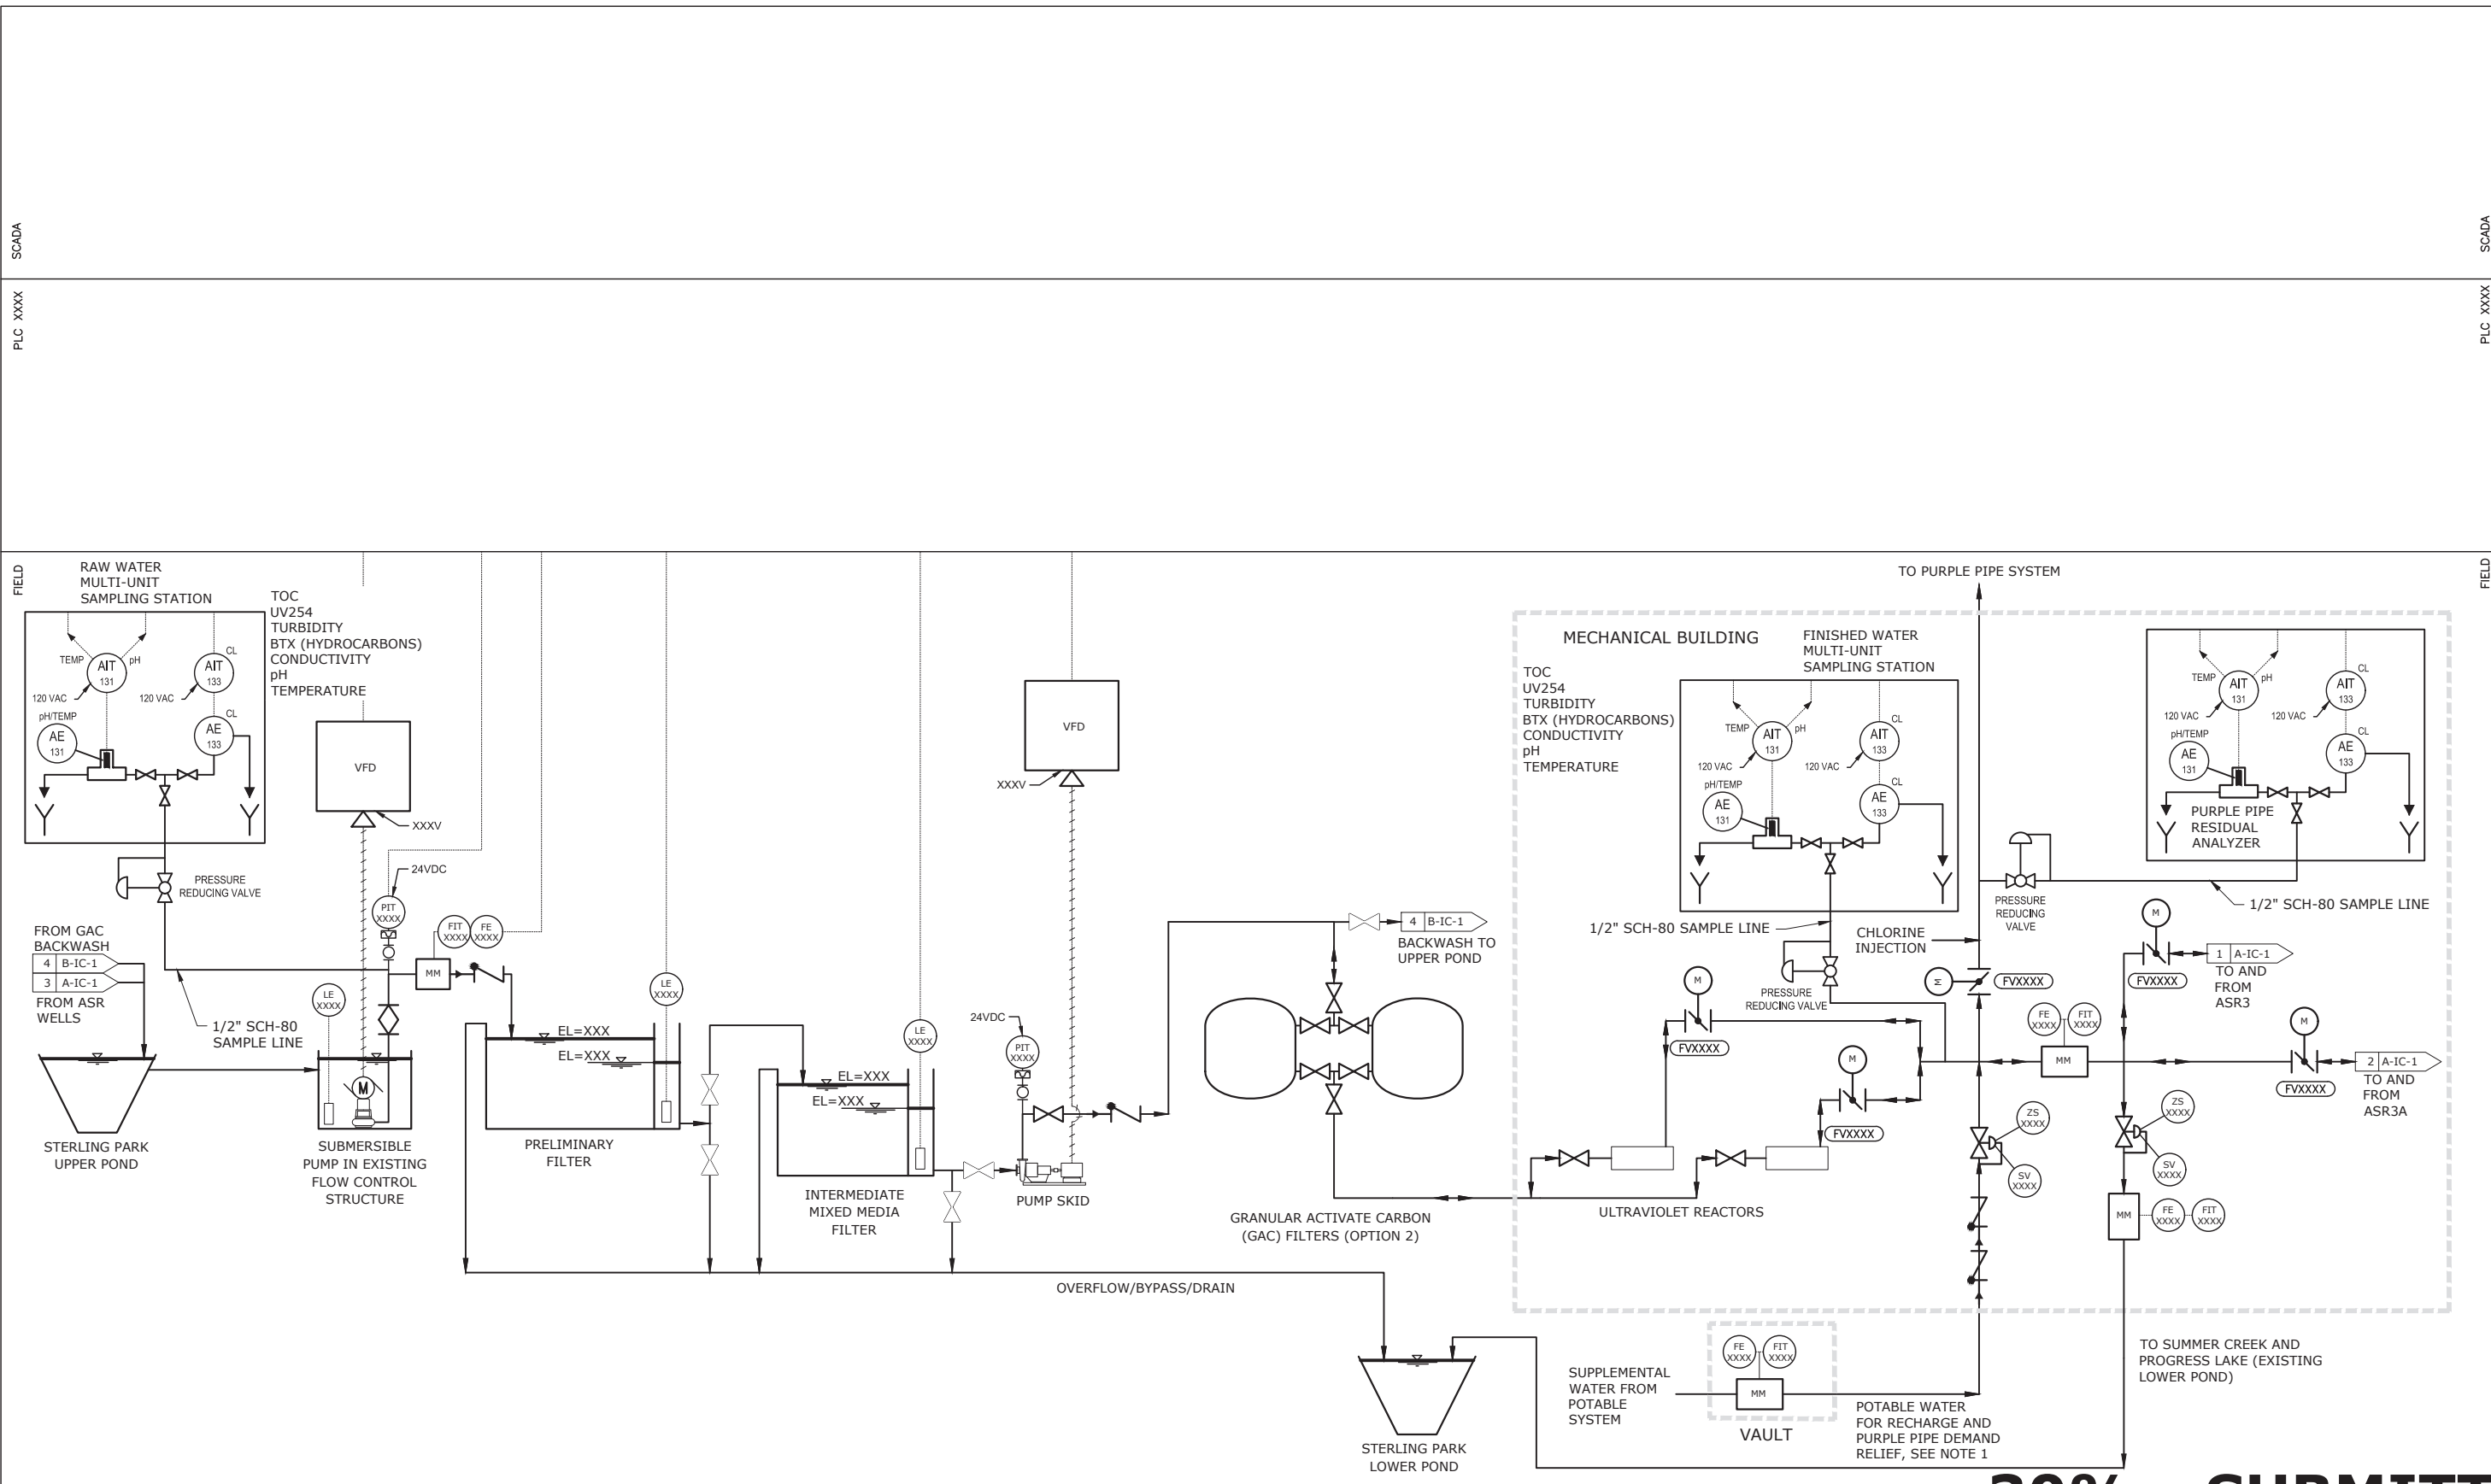 SCADA
SCADA
PLC XXXX
PLC XXXX
FIELD
FIELD
RAW WATER
MULTI-UNIT
SAMPLING STATION
TEMP
AIT
131
pH
120 VAC
pH/TEMP
AE
131
CL
AIT
133
120 VAC
CL
AE
133
TOC
UV254
TURBIDITY
BTX (HYDROCARBONS)
CONDUCTIVITY
pH
TEMPERATURE
PRESSURE
REDUCING VALVE
VFD
XXXV
24VDC
PIT
XXXX
FIT
XXXX
FE
XXXX
MM
FROM GAC
BACKWASH
4 B-IC-1
3 A-IC-1
FROM ASR
WELLS
1/2" SCH-80
SAMPLE LINE
LE
XXXX
M
STERLING PARK
UPPER POND
SUBMERSIBLE
PUMP IN EXISTING
FLOW CONTROL
STRUCTURE
LE
XXXX
EL=XXX
EL=XXX
PRELIMINARY
FILTER
LE
XXXX
EL=XXX
EL=XXX
INTERMEDIATE
MIXED MEDIA
FILTER
VFD
XXXV
24VDC
PIT
XXXX
PUMP SKID
4 B-IC-1
BACKWASH TO
UPPER POND
GRANULAR ACTIVATE CARBON
(GAC) FILTERS (OPTION 2)
OVERFLOW/BYPASS/DRAIN
STERLING PARK
LOWER POND
TO PURPLE PIPE SYSTEM
MECHANICAL BUILDING
TOC
UV254
TURBIDITY
BTX (HYDROCARBONS)
CONDUCTIVITY
pH
TEMPERATURE
FINISHED WATER
MULTI-UNIT
SAMPLING STATION
TEMP
AIT
131
pH
120 VAC
pH/TEMP
AE
131
CL
AIT
133
120 VAC
CL
AE
133
1/2" SCH-80 SAMPLE LINE
PRESSURE
REDUCING VALVE
CHLORINE
INJECTION
TEMP
AIT
131
pH
120 VAC
pH/TEMP
AE
131
CL
AIT
133
120 VAC
CL
AE
133
PURPLE PIPE
RESIDUAL
ANALYZER
PRESSURE
REDUCING
VALVE
1/2" SCH-80 SAMPLE LINE
M
FVXXXX
M
FVXXXX
M
FVXXXX
ULTRAVIOLET REACTORS
FE
XXXX
FIT
XXXX
MM
M
FVXXXX
1 A-IC-1
TO AND
FROM
ASR3
M
FVXXXX
2 A-IC-1
TO AND
FROM
ASR3A
ZS
XXXX
SV
XXXX
ZS
XXXX
SV
XXXX
MM
FE
XXXX
FIT
XXXX
SUPPLEMENTAL
WATER FROM
POTABLE
SYSTEM
FE
XXXX
FIT
XXXX
MM
VAULT
POTABLE WATER
FOR RECHARGE AND
PURPLE PIPE DEMAND
RELIEF, SEE NOTE 1
TO SUMMER CREEK AND
PROGRESS LAKE (EXISTING
LOWER POND)